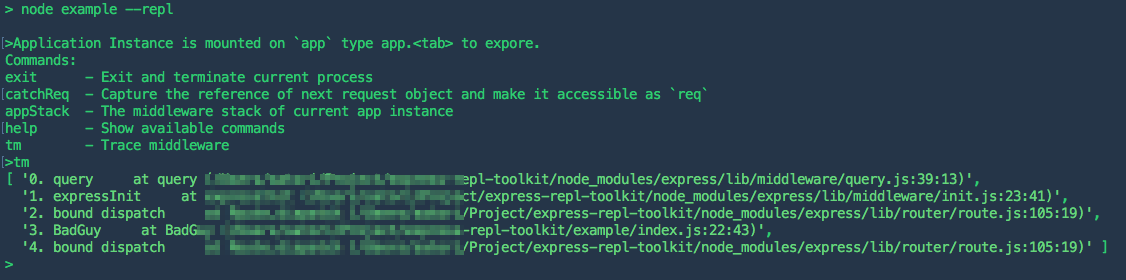 > node example --repl
>Application Instance is mounted on `app` type app.<tab> to expore.
Commands:
exit - Exit and terminate current process
catchReq - Capture the reference of next request object and make it accessible as `req`
appStack - The middleware stack of current app instance
help - Show available commands
tm - Trace middleware
>tm
[ '0. query at query epl-toolkit/node_modules/express/lib/middleware/query.js:39:13)',
'1. expressInit at ct/express-repl-toolkit/node_modules/express/lib/middleware/init.js:23:41)',
'2. bound dispatch /Project/express-repl-toolkit/node_modules/express/lib/router/route.js:105:19)',
'3. BadGuy at BadG -repl-toolkit/example/index.js:22:43)',
'4. bound dispatch /Project/express-repl-toolkit/node_modules/express/lib/router/route.js:105:19)' ]
>